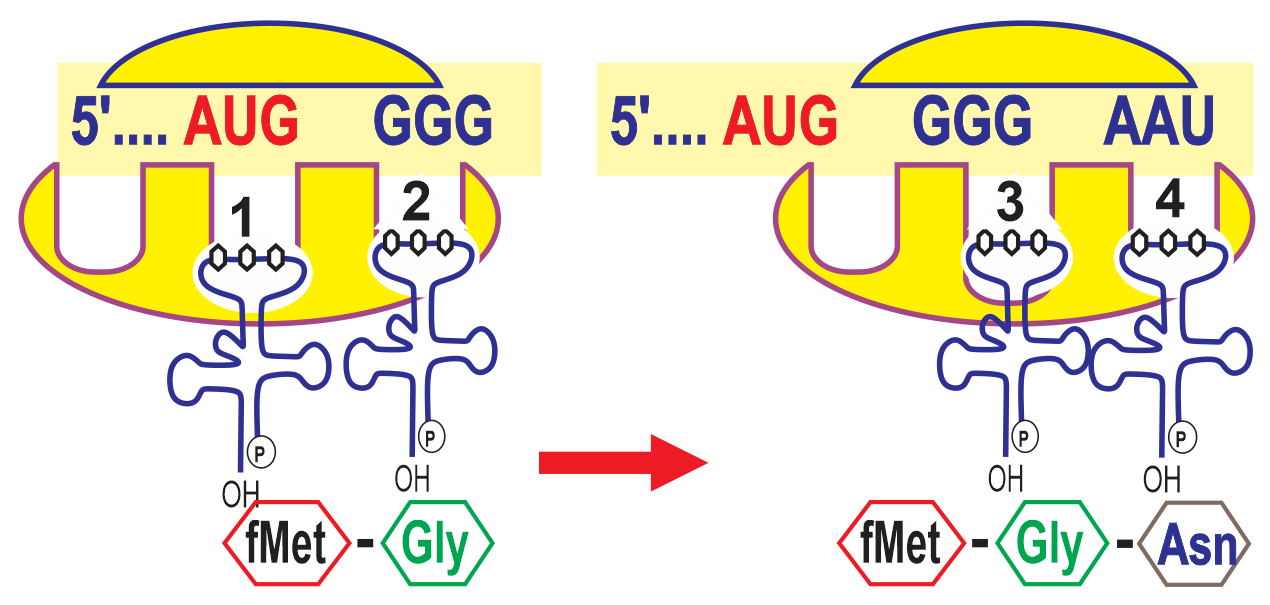 5'.... AUG GGG
1 2
P P
OH OH
fMet - Gly
5'.... AUG GGG AAU
3 4
P P
OH OH
fMet - Gly - Asn